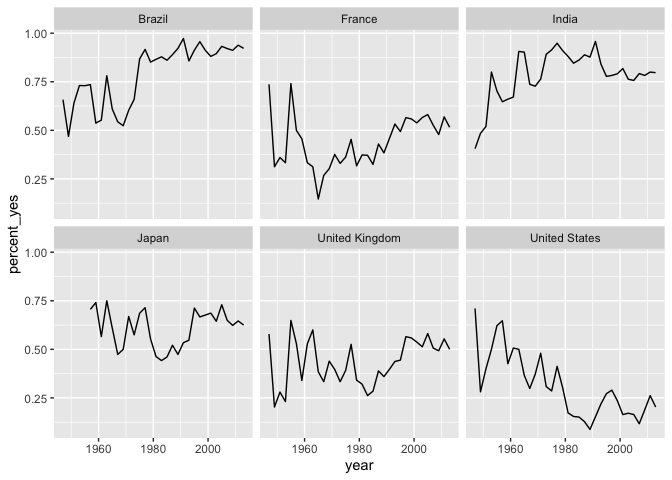 Brazil France India
1.00
0.75
0.50
0.25
percent_yes
Japan United Kingdom United States
1.00
0.75
0.50
0.25
1960 1980 2000 1960 1980 2000 1960 1980 2000
year